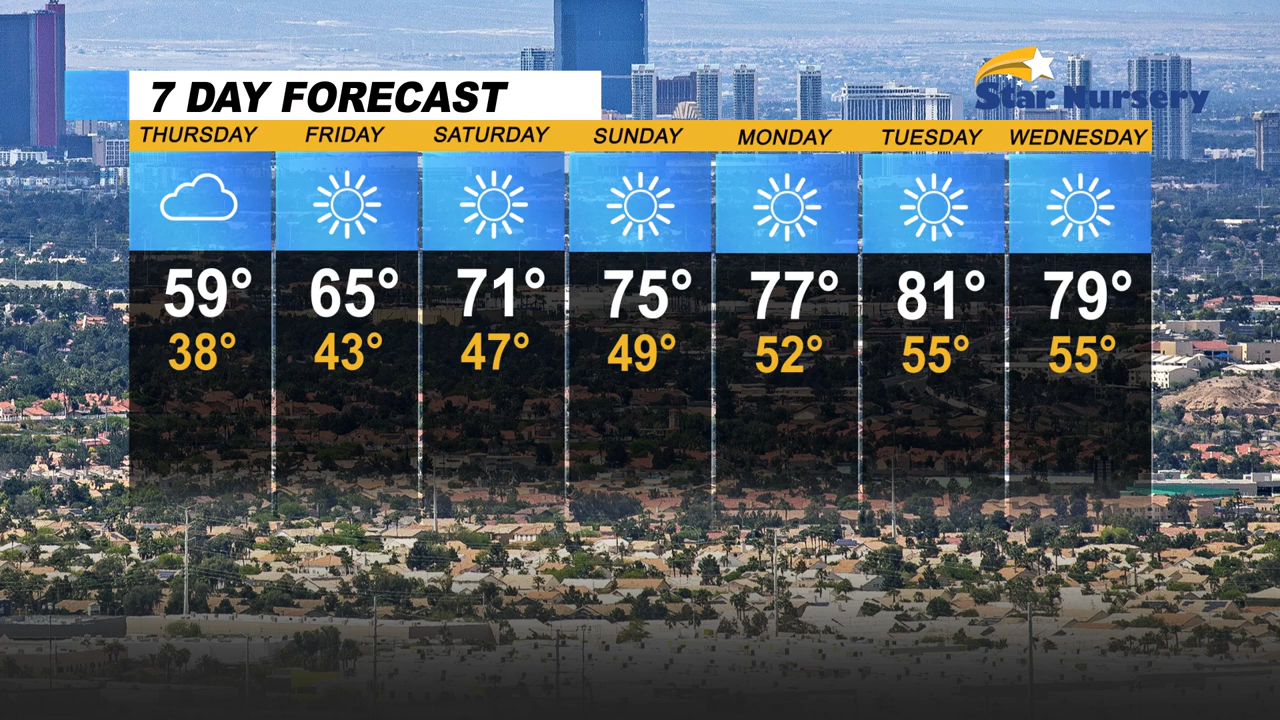 Star Nursery
7 DAY FORECAST
THURSDAY FRIDAY SATURDAY SUNDAY MONDAY TUESDAY WEDNESDAY
59° 65° 71° 75° 77° 81° 79°
38° 43° 47° 49° 52° 55° 55°